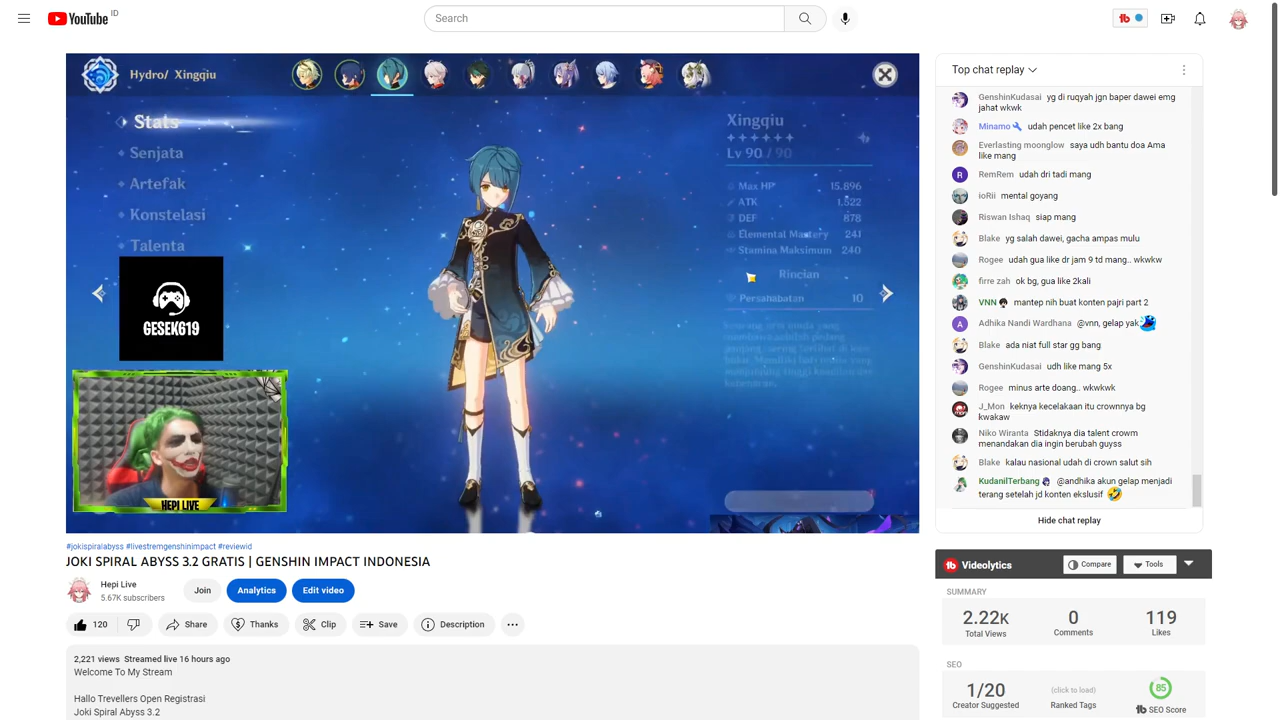 YouTube ID
Search
Hydro/ Xingqiu
Stats
Senjata
Artefak
Konstelasi
Talenta
GESEKG19
HEPI LIVE
Xingqiu
Lv 90 / 90
Max HP 15.896
ATK 1,522
DEF 878
Elemental Mastery 241
Stamina Maksimum 240
Rincian
Persahabatan 10
#jokispiralabyss #livestremgenshinimpact #reviewid
JOKI SPIRAL ABYSS 3.2 GRATIS | GENSHIN IMPACT INDONESIA
Hepi Live
5.67K subscribers
Join
Analytics
Edit video
120
Share
Thanks
Clip
Save
Description
2,221 views Streamed live 16 hours ago
Welcome To My Stream
Hallo Trevellers Open Registrasi
Joki Spiral Abyss 3.2
Top chat replay
GenshinKudasai yg di ruqyah jgn baper dawei emg
jahat wkwk
Minamo udah pencet like 2x bang
Everlasting moonglow saya udh bantu doa Ama
like mang
RemRem udah dri tadi mang
ioRii mental goyang
Riswan Ishaq siap mang
Blake yg salah dawei, gacha ampas mulu
Rogee udah gua like dr jam 9 td mang.. wkwkw
fire zah ok bg, gua like 2kali
VNN mantep nih buat konten pajri part 2
Adhika Nandi Wardhana @vnn, gelap yak
Blake ada niat full star gg bang
GenshinKudasai udh like mang 5x
Rogee minus arte doang.. wkwkwk
J_Mon keknya kecelakaan itu crownnya bg
kwakaw
Niko Wiranta Stidaknya dia talent crowm
menandakan dia ingin berubah guyss
Blake kalau nasional udah di crown salut sih
KudanilTerbang @andhika akun gelap menjadi
terang setelah jd konten ekslusif
Hide chat replay
tb Videolytics
Compare
Tools
SUMMARY
2.22K
Total Views
0
Comments
119
Likes
SEO
1/20
Creator Suggested
(click to load)
Ranked Tags
85
tb SEO Score